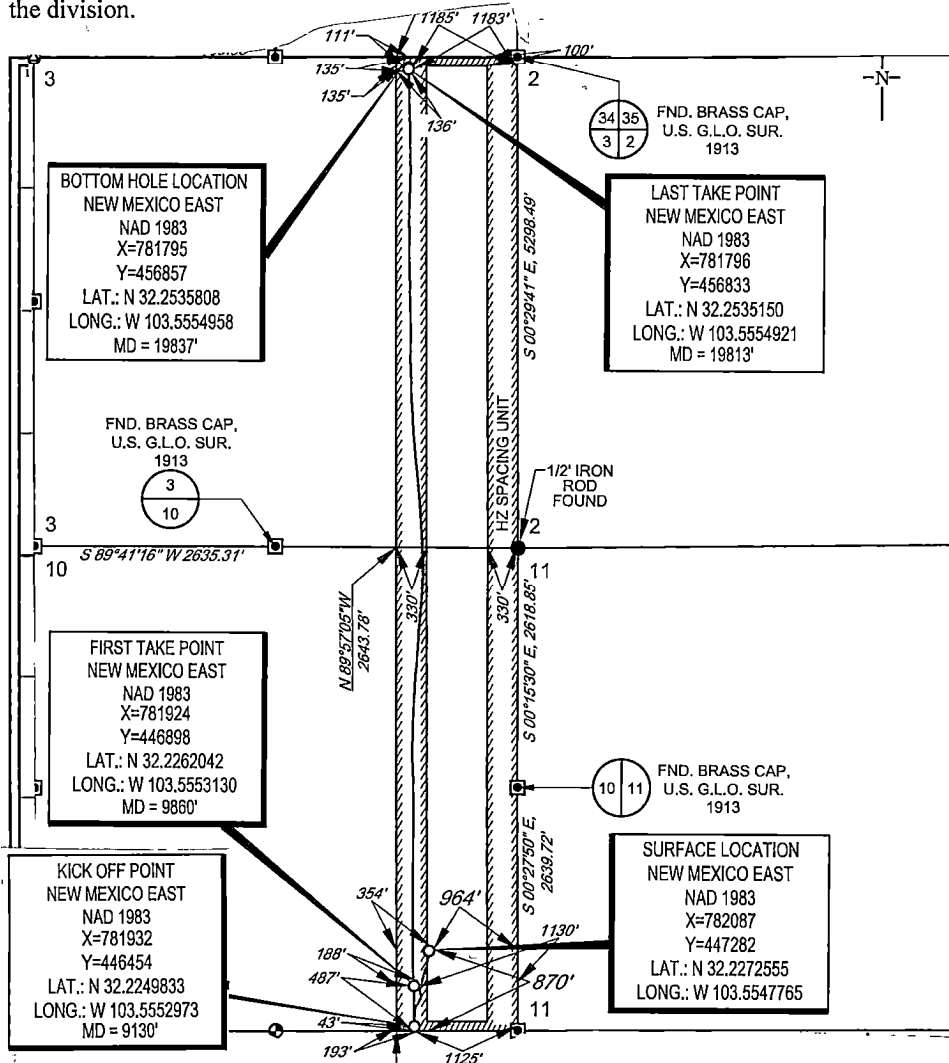 the division.
1185'
1183'
111'
100'
135'
135'
136'
3
2
-N-
34 35
3 2
FND. BRASS CAP,
U.S. G.L.O. SUR.
1913
BOTTOM HOLE LOCATION
NEW MEXICO EAST
NAD 1983
X=781795
Y=456857
LAT.: N 32.2535808
LONG.: W 103.5554958
MD = 19837'
LAST TAKE POINT
NEW MEXICO EAST
NAD 1983
X=781796
Y=456833
LAT.: N 32.2535150
LONG.: W 103.5554921
MD = 19813'
S 00°29'41" E, 5298.49'
HZ SPACING UNIT
FND. BRASS CAP,
U.S. G.L.O. SUR.
1913
3
10
1/2' IRON
ROD
FOUND
3
2
10
11
S 89°41'16" W 2635.31'
N 89°57'05"W
2643.78'
330'
330'
S 00°15'30" E, 2618.85'
FIRST TAKE POINT
NEW MEXICO EAST
NAD 1983
X=781924
Y=446898
LAT.: N 32.2262042
LONG.: W 103.5553130
MD = 9860'
10 11
FND. BRASS CAP,
U.S. G.L.O. SUR.
1913
S 00°27'50" E,
2639.72'
KICK OFF POINT
NEW MEXICO EAST
NAD 1983
X=781932
Y=446454
LAT.: N 32.2249833
LONG.: W 103.5552973
MD = 9130'
SURFACE LOCATION
NEW MEXICO EAST
NAD 1983
X=782087
Y=447282
LAT.: N 32.2272555
LONG.: W 103.5547765
354'
964'
1130'
188'
487'
870'
43'
193'
1125'
11